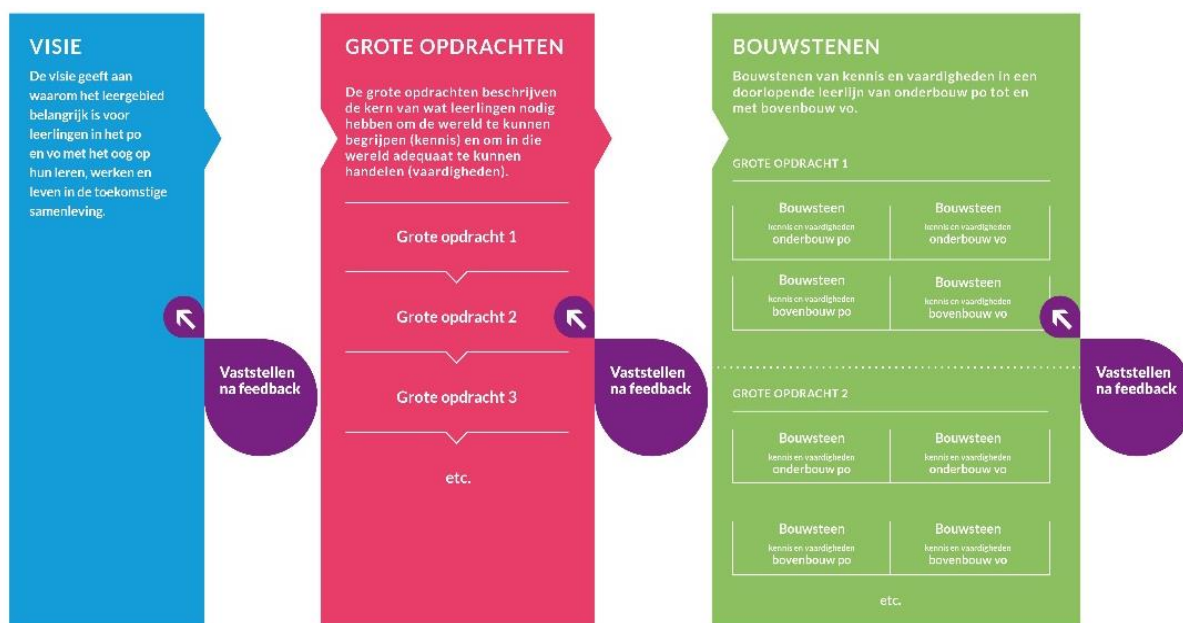 VISIE
De visie geeft aan
waarom het leergebied
belangrijk is voor
leerlingen in het po
en vo met het oog op
hun leren, werken en
leven in de toekomstige
samenleving.
Vaststellen
na feedback
GROTE OPDRACHTEN
De grote opdrachten beschrijven
de kern van wat leerlingen nodig
hebben om de wereld te kunnen
begrijpen (kennis) en om in die
wereld adequaat te kunnen
handelen (vaardigheden).
Grote opdracht 1
Grote opdracht 2
Grote opdracht 3
etc.
Vaststellen
na feedback
BOUWSTENEN
Bouwstenen van kennis en vaardigheden in een
doorlopende leerlijn van onderbouw po tot en
met bovenbouw vo.
GROTE OPDRACHT 1
Bouwsteen
kennis en vaardigheden
onderbouw po
Bouwsteen
kennis en vaardigheden
onderbouw vo
Bouwsteen
kennis en vaardigheden
bovenbouw po
Bouwsteen
kennis en vaardigheden
bovenbouw vo
GROTE OPDRACHT 2
Bouwsteen
kennis en vaardigheden
onderbouw po
Bouwsteen
kennis en vaardigheden
onderbouw vo
Bouwsteen
kennis en vaardigheden
bovenbouw po
Bouwsteen
kennis en vaardigheden
bovenbouw vo
etc.
Vaststellen
na feedback